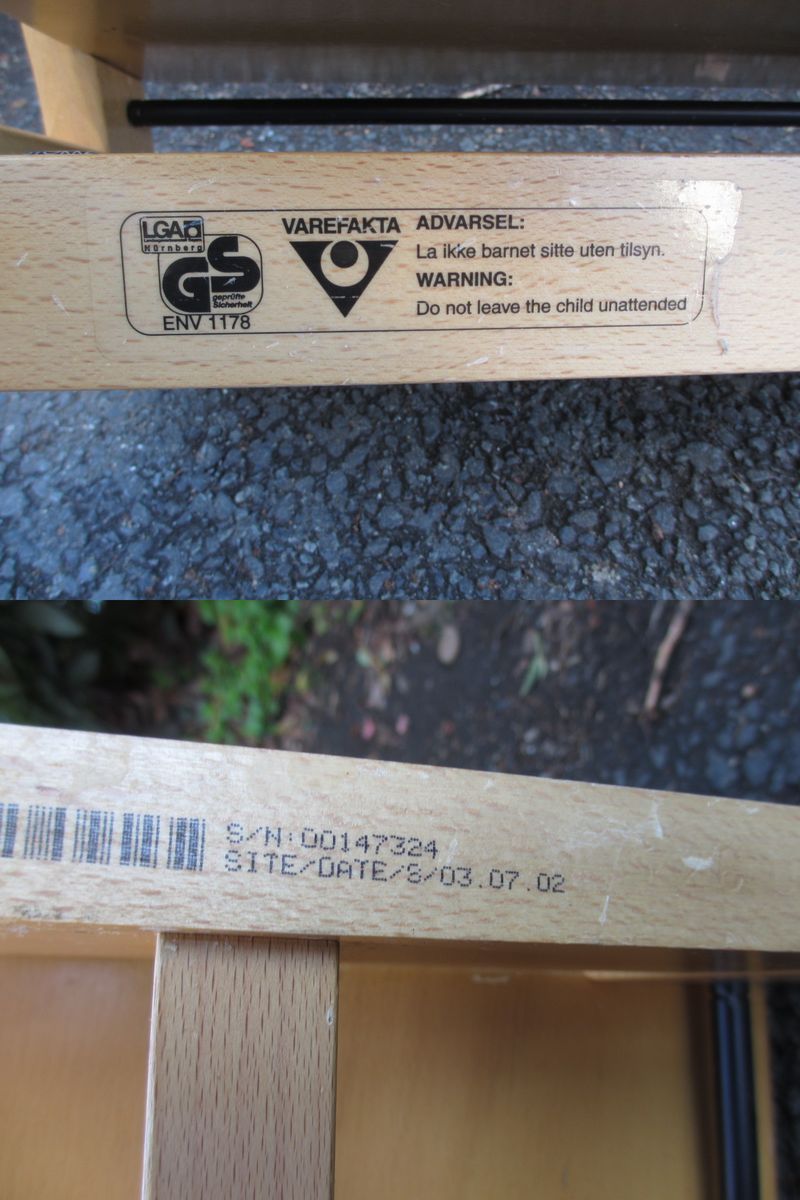 LGA
Nürnberg
GS
geprüfte
Sicherheit
ENV 1178
VAREFAKTA
ADVARSEL:
La ikke barnet sitte uten tilsyn.
WARNING:
Do not leave the child unattended
S/N:00147324
SITE/DATE/8/03.07.02